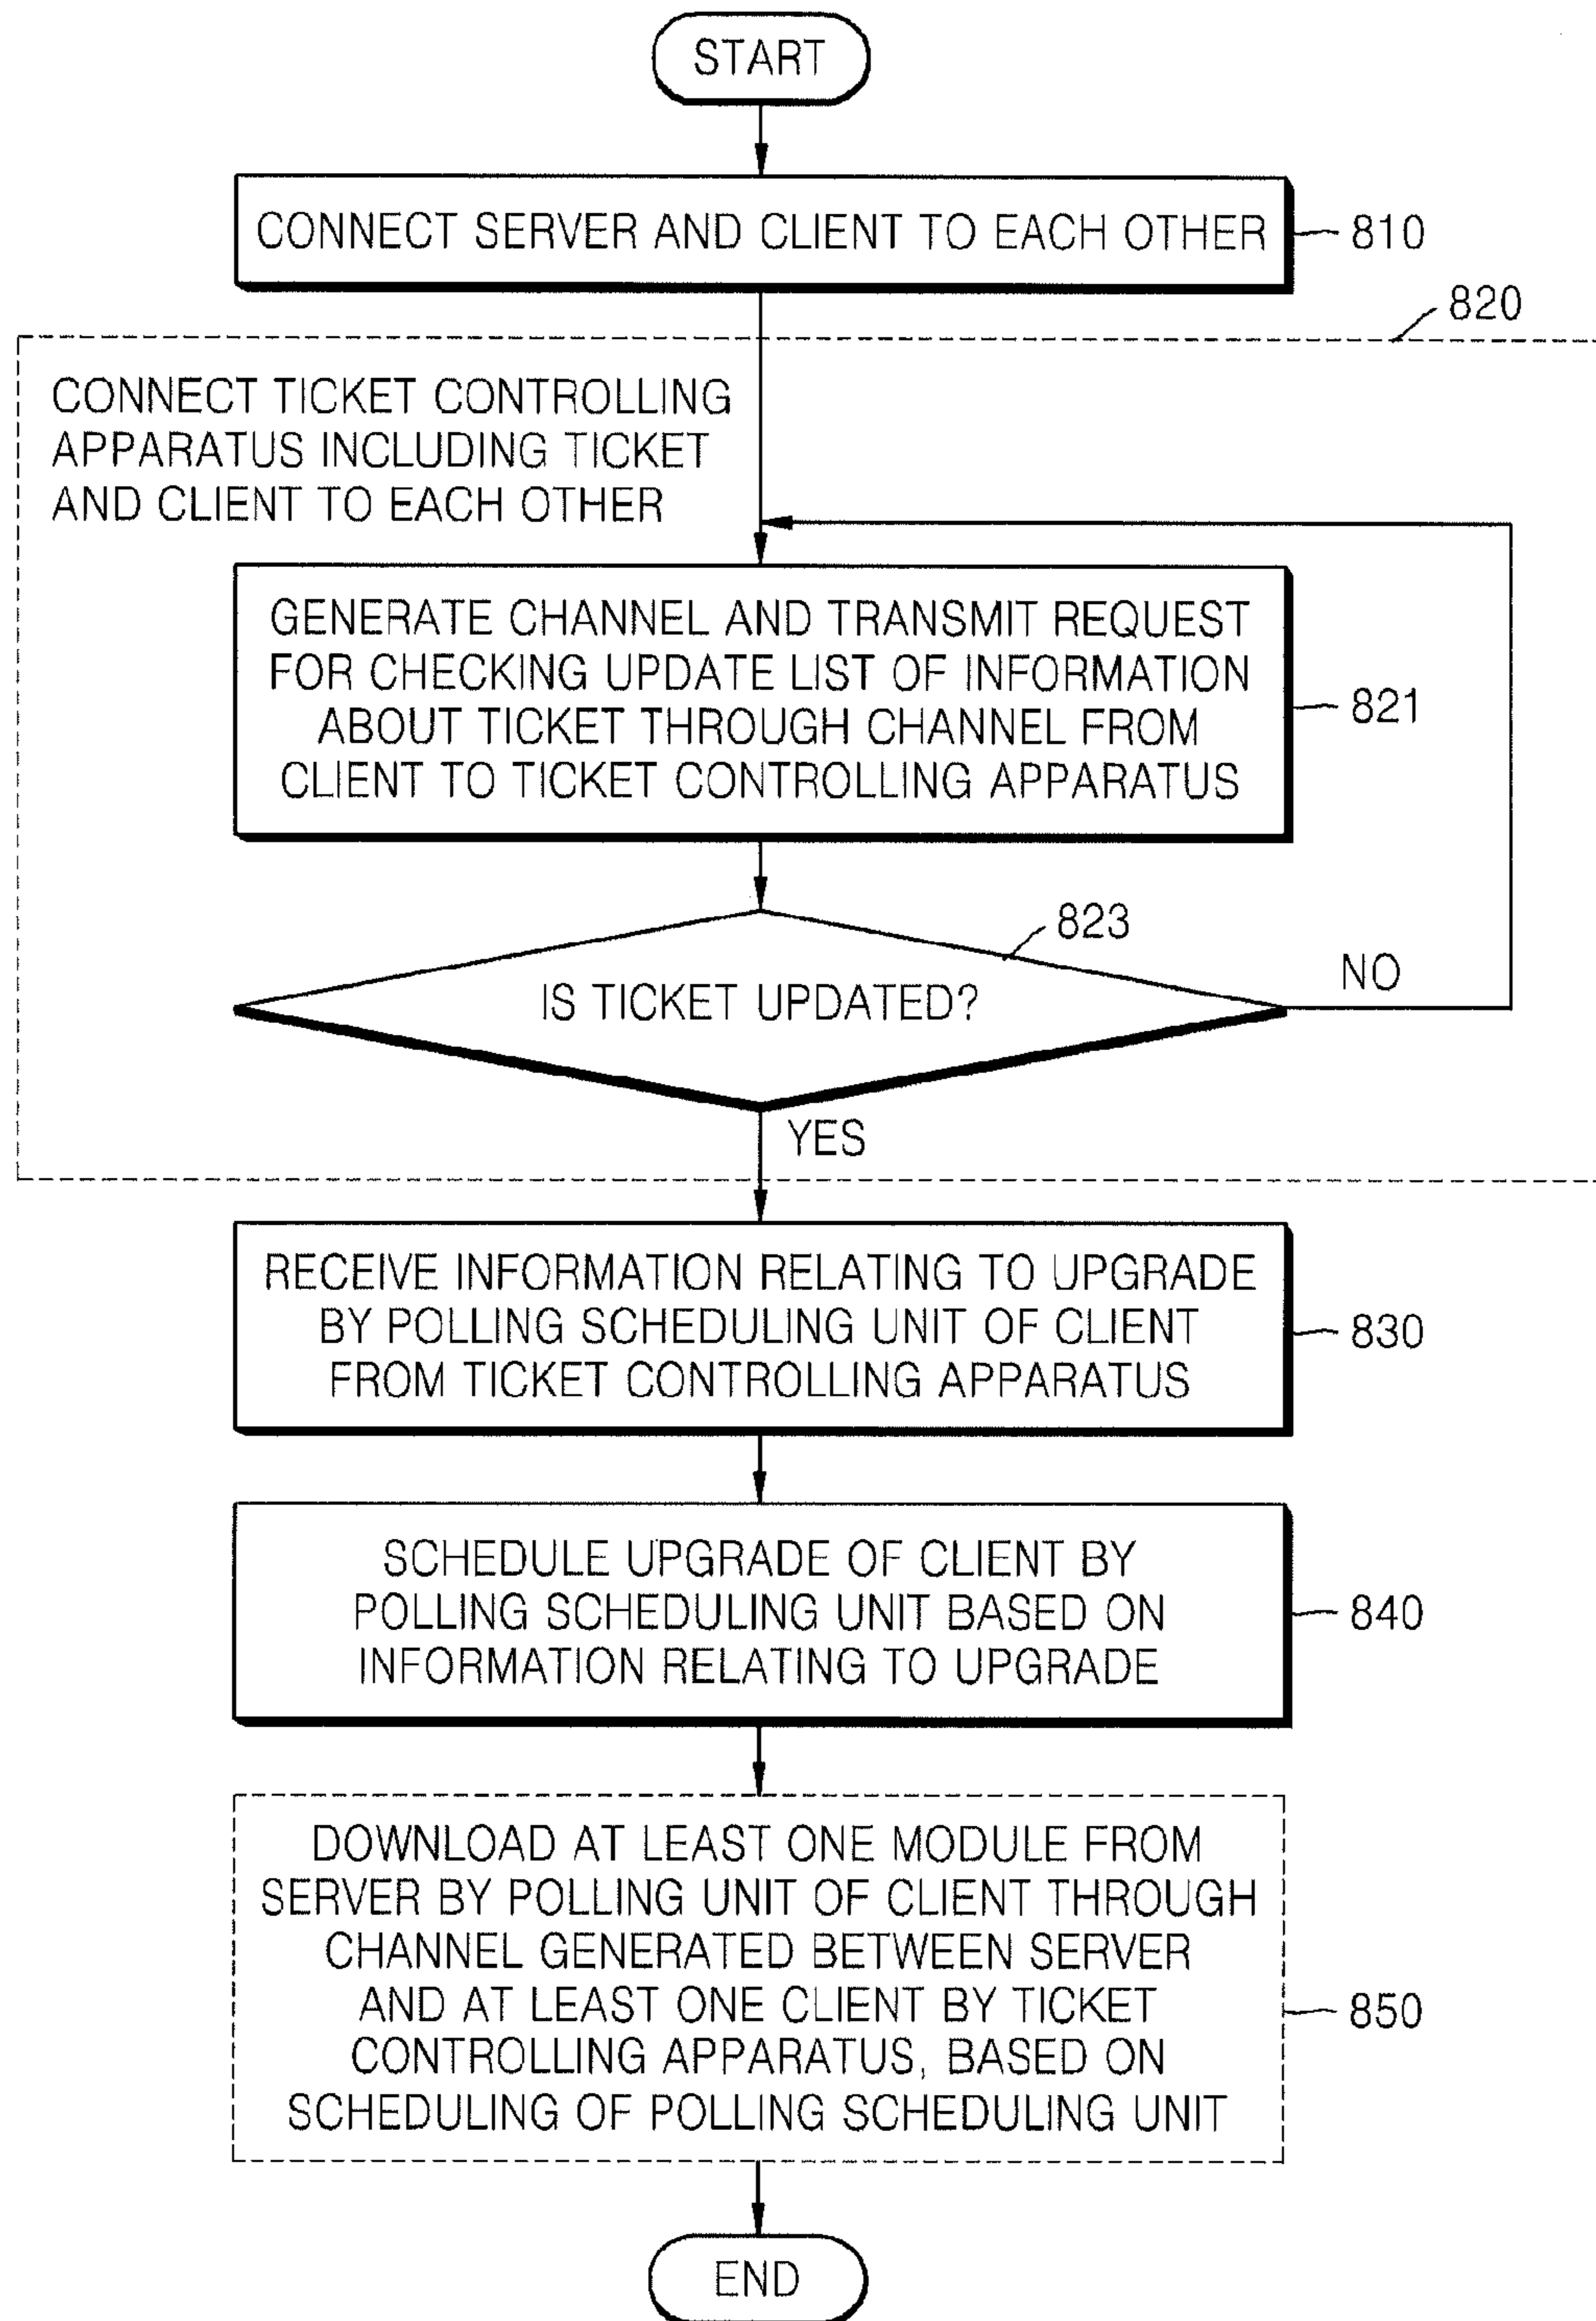 START
CONNECT SERVER AND CLIENT TO EACH OTHER
810
820
CONNECT TICKET CONTROLLING
APPARATUS INCLUDING TICKET
AND CLIENT TO EACH OTHER
GENERATE CHANNEL AND TRANSMIT REQUEST
FOR CHECKING UPDATE LIST OF INFORMATION
ABOUT TICKET THROUGH CHANNEL FROM
CLIENT TO TICKET CONTROLLING APPARATUS
821
823
IS TICKET UPDATED?
NO
YES
RECEIVE INFORMATION RELATING TO UPGRADE
BY POLLING SCHEDULING UNIT OF CLIENT
FROM TICKET CONTROLLING APPARATUS
830
SCHEDULE UPGRADE OF CLIENT BY
POLLING SCHEDULING UNIT BASED ON
INFORMATION RELATING TO UPGRADE
840
DOWNLOAD AT LEAST ONE MODULE FROM
SERVER BY POLLING UNIT OF CLIENT THROUGH
CHANNEL GENERATED BETWEEN SERVER
AND AT LEAST ONE CLIENT BY TICKET
CONTROLLING APPARATUS, BASED ON
SCHEDULING OF POLLING SCHEDULING UNIT
850
END